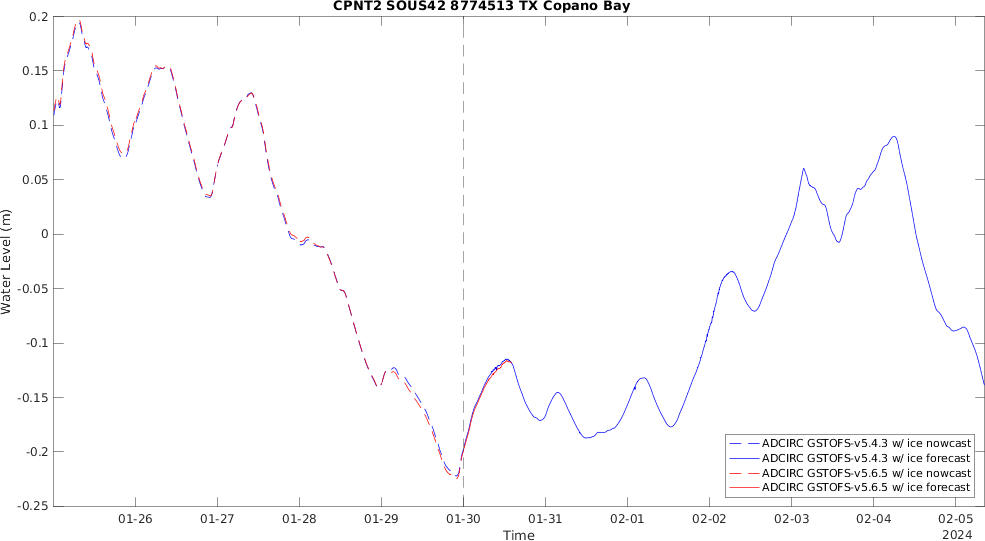 CPNT2 SOUS42 8774513 TX Copano Bay
0.2
0.15
0.1
0.05
0
-0.05
-0.1
-0.15
-0.2
-0.25
Water Level (m)
ADCIRC GSTOFS-v5.4.3 w/ ice nowcast
ADCIRC GSTOFS-v5.4.3 w/ ice forecast
ADCIRC GSTOFS-v5.6.5 w/ ice nowcast
ADCIRC GSTOFS-v5.6.5 w/ ice forecast
01-26 01-27 01-28 01-29 01-30 01-31 02-01 02-02 02-03 02-04 02-05
Time 2024